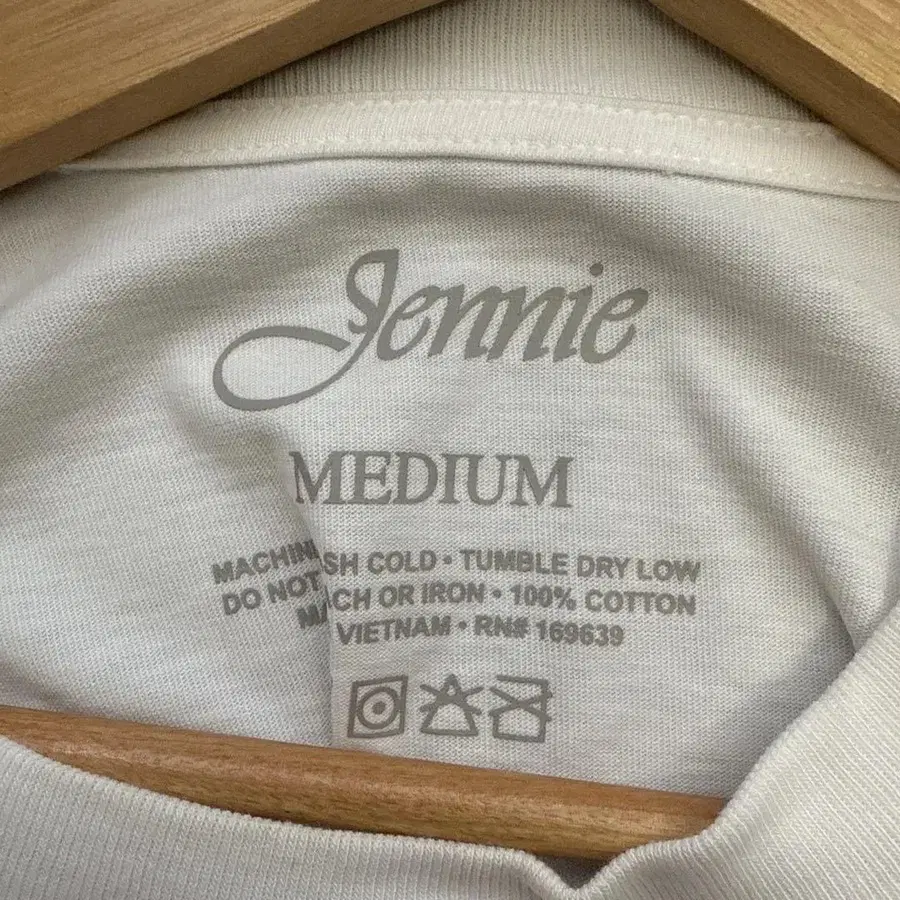 Jennie
MEDIUM
MACHIN SH COLD • TUMBLE DRY LOW
DO NOT CH OR IRON • 100% COTTON
VIETNAM • RN# 169639